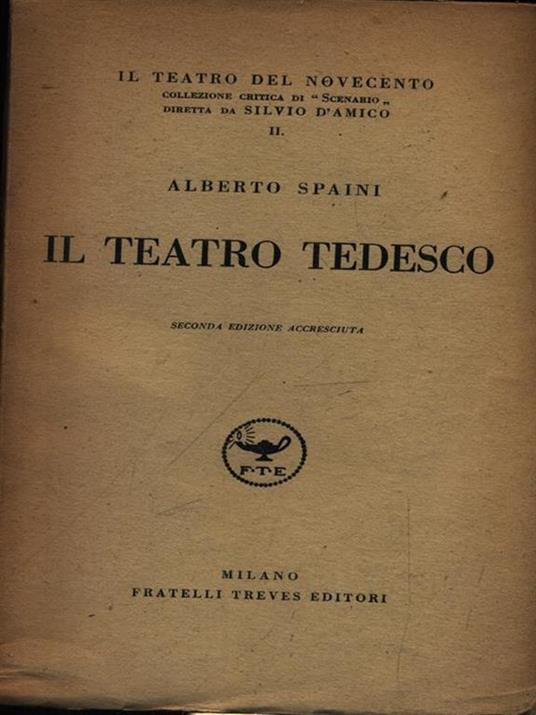 IL TEATRO DEL NOVECENTO
COLLEZIONE CRITICA DI "SCENARIO„
DIRETTA DA SILVIO D'AMICO
II.
ALBERTO SPAINI
IL TEATRO TEDESCO
SECONDA EDIZIONE ACCRESCIUTA
F·T·E
MILANO
FRATELLI TREVES EDITORI